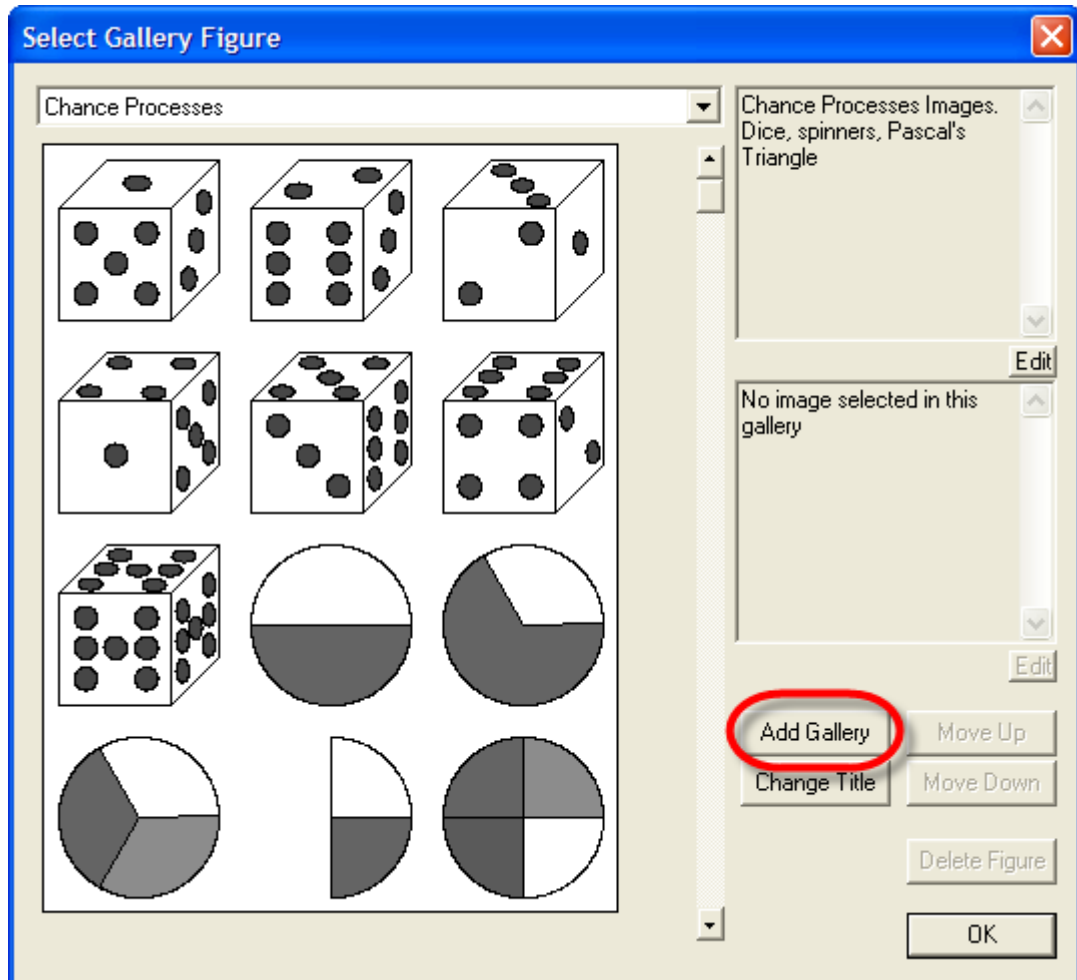 Select Gallery Figure
Chance Processes
Chance Processes Images.
Dice, spinners, Pascal's
Triangle
Edit
No image selected in this
gallery
Edit
Add Gallery
Move Up
Change Title
Move Down
Delete Figure
OK